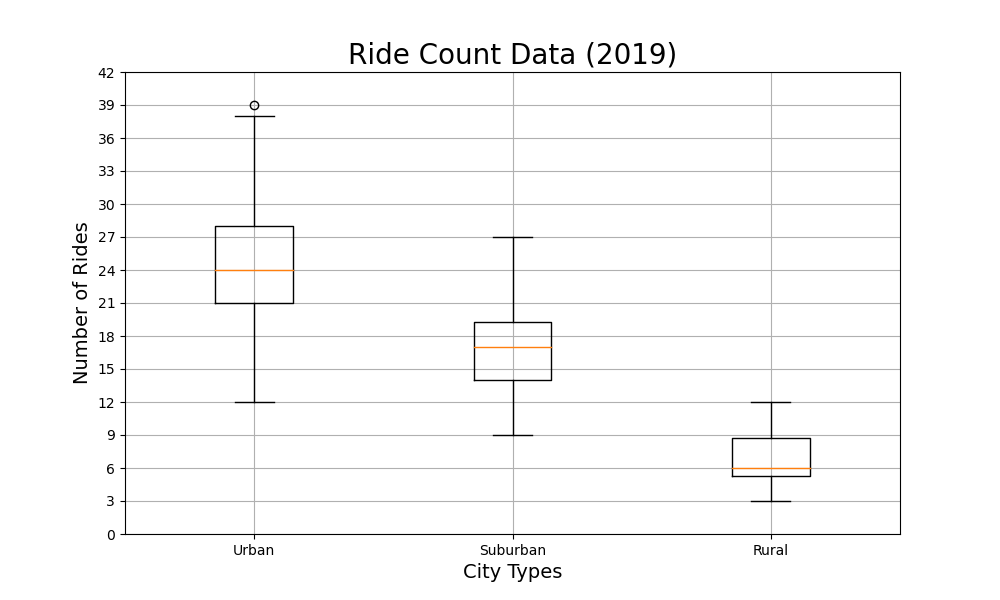 Ride Count Data (2019)
Number of Rides
42
39
36
33
30
27
24
21
18
15
12
9
6
3
0
Urban
Suburban
Rural
City Types